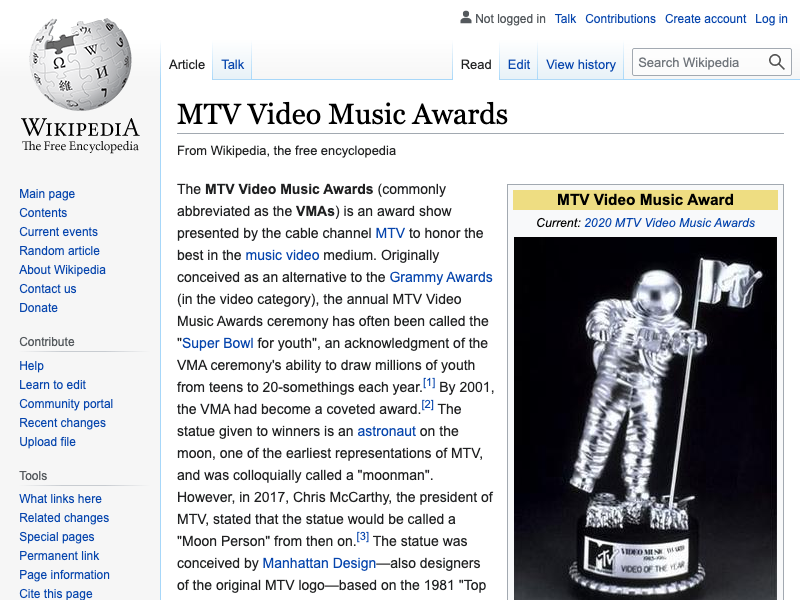 Not logged in Talk Contributions Create account Log in
Article Talk Read Edit View history Search Wikipedia
WIKIPEDIA
The Free Encyclopedia
Main page
Contents
Current events
Random article
About Wikipedia
Contact us
Donate
Contribute
Help
Learn to edit
Community portal
Recent changes
Upload file
Tools
What links here
Related changes
Special pages
Permanent link
Page information
Cite this page
MTV Video Music Awards
From Wikipedia, the free encyclopedia
The MTV Video Music Awards (commonly
abbreviated as the VMAs) is an award show
presented by the cable channel MTV to honor the
best in the music video medium. Originally
conceived as an alternative to the Grammy Awards
(in the video category), the annual MTV Video
Music Awards ceremony has often been called the
"Super Bowl for youth", an acknowledgment of the
VMA ceremony's ability to draw millions of youth
from teens to 20-somethings each year.[1] By 2001,
the VMA had become a coveted award.[2] The
statue given to winners is an astronaut on the
moon, one of the earliest representations of MTV,
and was colloquially called a "moonman".
However, in 2017, Chris McCarthy, the president of
MTV, stated that the statue would be called a
"Moon Person" from then on.[3] The statue was
conceived by Manhattan Design—also designers
of the original MTV logo—based on the 1981 "Top
MTV Video Music Award
Current: 2020 MTV Video Music Awards
MTV
VIDEO MUSIC AWARDS
VIDEO OF THE YEAR